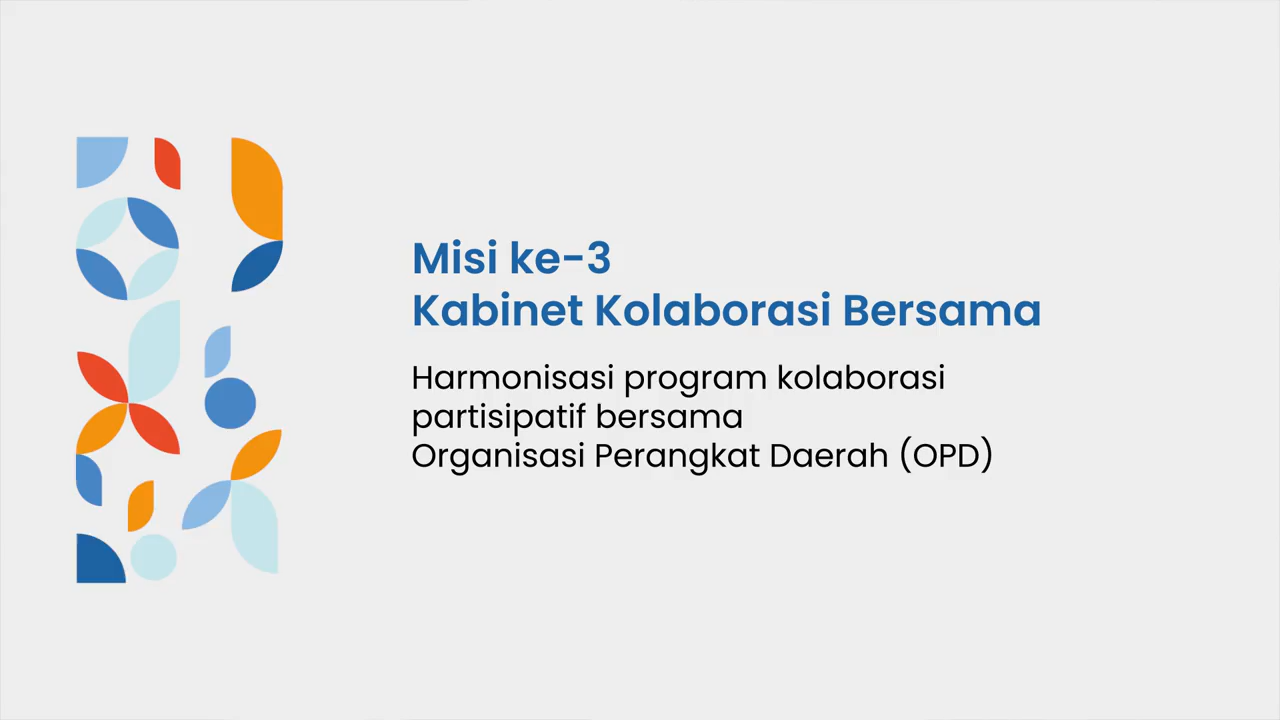 Misi ke-3
Kabinet Kolaborasi Bersama
Harmonisasi program kolaborasi
partisipatif bersama
Organisasi Perangkat Daerah (OPD)